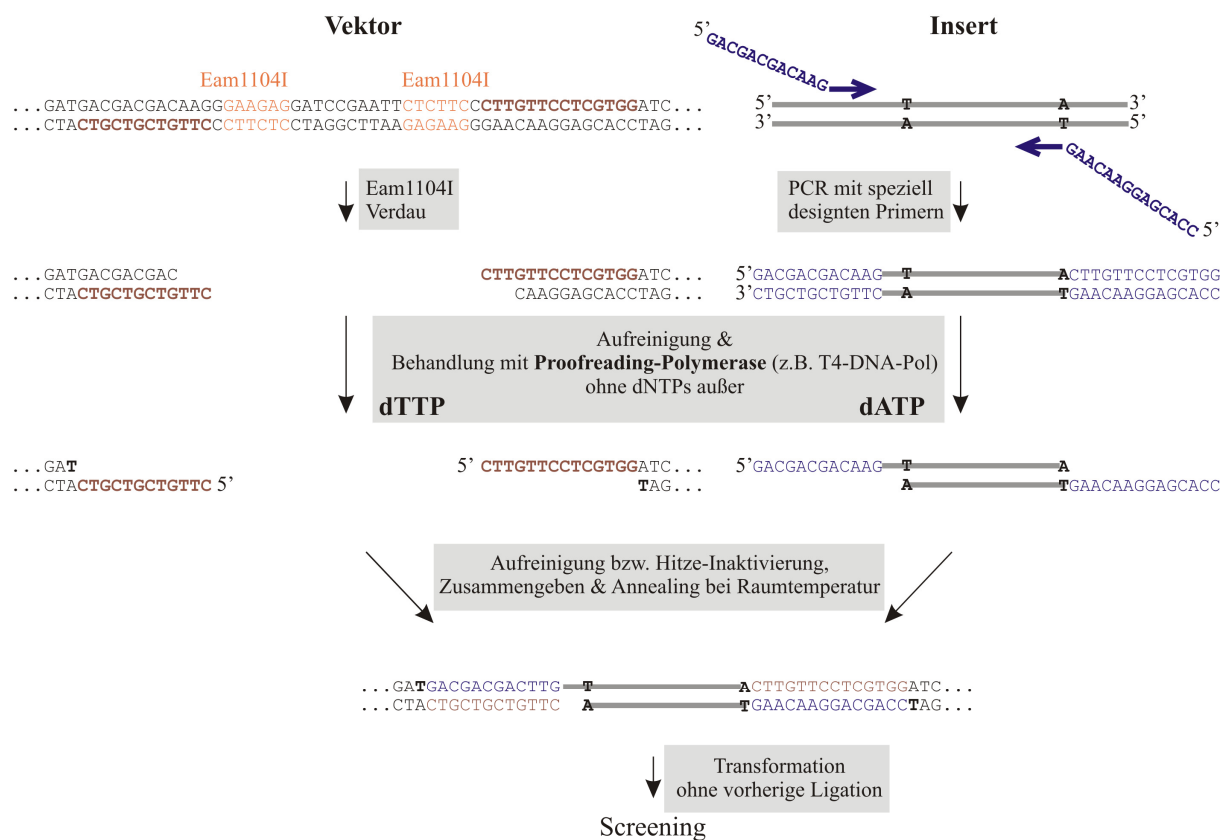 Vektor
Insert
5’ GACGACGACAAG
Eam1104I Eam1104I
...GATGACGACGACAAGGGAAGAGGATCCGAATTCTCTTCCCTTGTTCCTCGTGGATC...
...CTACTGCTGCTGTTCCCTTCTCCTAGGCTTAAGAGAAGGGAACAAGGAGCACCTAG...
5’ T A 3’
3’ A T 5’
GAACAAGGAGCACC 5’
Eam1104I
Verdau
PCR mit speziell
designten Primern
...GATGACGACGAC CTTGTTCCTCGTGGATC...
...CTACTGCTGCTGTTC CAAGGAGCACCTAG...
5’GACGACGACAAG T ACTTGTTCCTCGTGG
3’CTGCTGCTGTTC A TGAACAAGGAGCACC
Aufreinigung &
Behandlung mit Proofreading-Polymerase (z.B. T4-DNA-Pol)
ohne dNTPs außer
dTTP dATP
...GAT 5’ CTTGTTCCTCGTGGATC...
...CTACTGCTGCTGTTC 5’ TAG...
5’GACGACGACAAG T A
A TGAACAAGGAGCACC
Aufreinigung bzw. Hitze-Inaktivierung,
Zusammengeben & Annealing bei Raumtemperatur
...GATGACGACGACTTG T ACTTGTTCCTCGTGGATC...
...CTACTGCTGCTGTTC A TGAACAAGGACGACCTAG...
Transformation
ohne vorherige Ligation
Screening